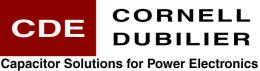 CDE CORNELL
DUBILIER
Capacitor Solutions for Power Electronics